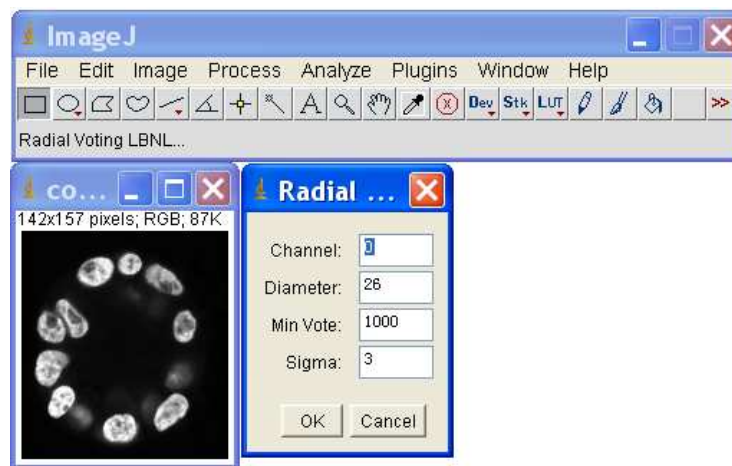 ImageJ
File Edit Image Process Analyze Plugins Window Help
A Dev Stk LUT >>
Radial Voting LBNL...
co...
142x157 pixels; RGB; 87K
Radial ...
Channel: 0
Diameter: 26
Min Vote: 1000
Sigma: 3
OK Cancel